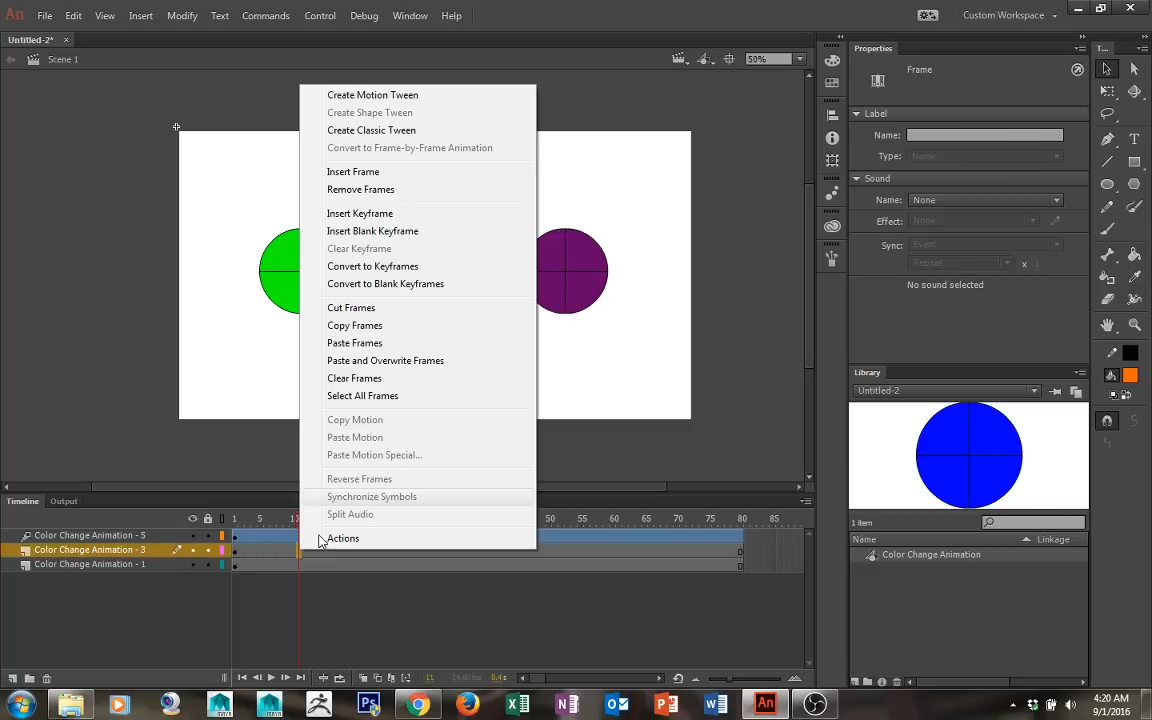 An File Edit View Insert Modify Text Commands Control Debug Window Help Custom Workspace
Untitled-2* ×
Scene 1 50%
Properties T...
Frame
Label
Name:
Type: Name
Sound
Name: None
Effect: None
Sync: Event
Repeat x 1
No sound selected
Create Motion Tween
Create Shape Tween
Create Classic Tween
Convert to Frame-by-Frame Animation
Insert Frame
Remove Frames
Insert Keyframe
Insert Blank Keyframe
Clear Keyframe
Convert to Keyframes
Convert to Blank Keyframes
Cut Frames
Copy Frames
Paste Frames
Paste and Overwrite Frames
Clear Frames
Select All Frames
Copy Motion
Paste Motion
Paste Motion Special...
Reverse Frames
Synchronize Symbols
Split Audio
Actions
Library
Untitled-2
1 item
Name Linkage
Color Change Animation
Timeline Output
1 5 50 55 60 65 70 75 80 85
Color Change Animation - 5
Color Change Animation - 3
Color Change Animation - 1
11 24.00 fps 0.4s
4:20 AM
9/1/2016